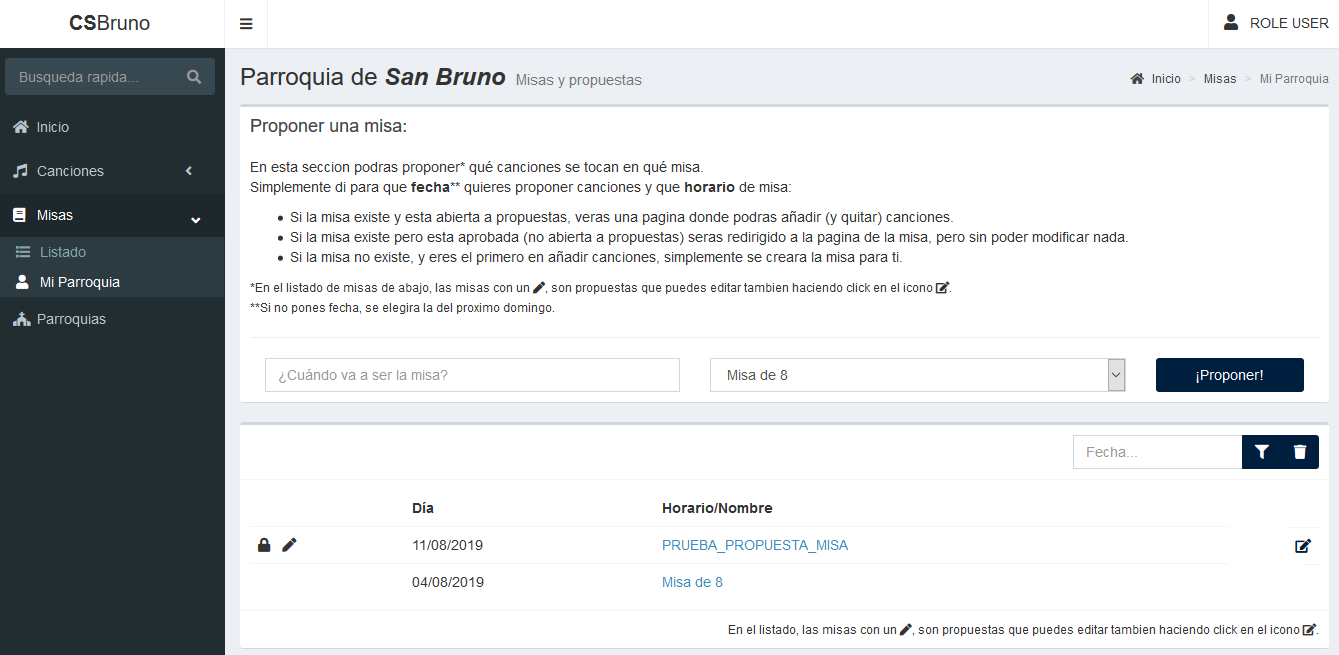 CSBruno
ROLE USER
Busqueda rapida...
Inicio
Canciones
Misas
Listado
Mi Parroquia
Parroquias
Parroquia de San Bruno Misas y propuestas
Inicio > Misas > Mi Parroquia
Proponer una misa:
En esta seccion podras proponer* qué canciones se tocan en qué misa.
Simplemente di para que fecha** quieres proponer canciones y que horario de misa:
• Si la misa existe y esta abierta a propuestas, veras una pagina donde podras añadir (y quitar) canciones.
• Si la misa existe pero esta aprobada (no abierta a propuestas) seras redirigido a la pagina de la misa, pero sin poder modificar nada.
• Si la misa no existe, y eres el primero en añadir canciones, simplemente se creara la misa para ti.
*En el listado de misas de abajo, las misas con un , son propuestas que puedes editar tambien haciendo click en el icono .
**Si no pones fecha, se elegira la del proximo domingo.
¿Cuándo va a ser la misa?
Misa de 8
¡Proponer!
Fecha...
Día Horario/Nombre
11/08/2019 PRUEBA_PROPUESTA_MISA
04/08/2019 Misa de 8
En el listado, las misas con un , son propuestas que puedes editar tambien haciendo click en el icono .